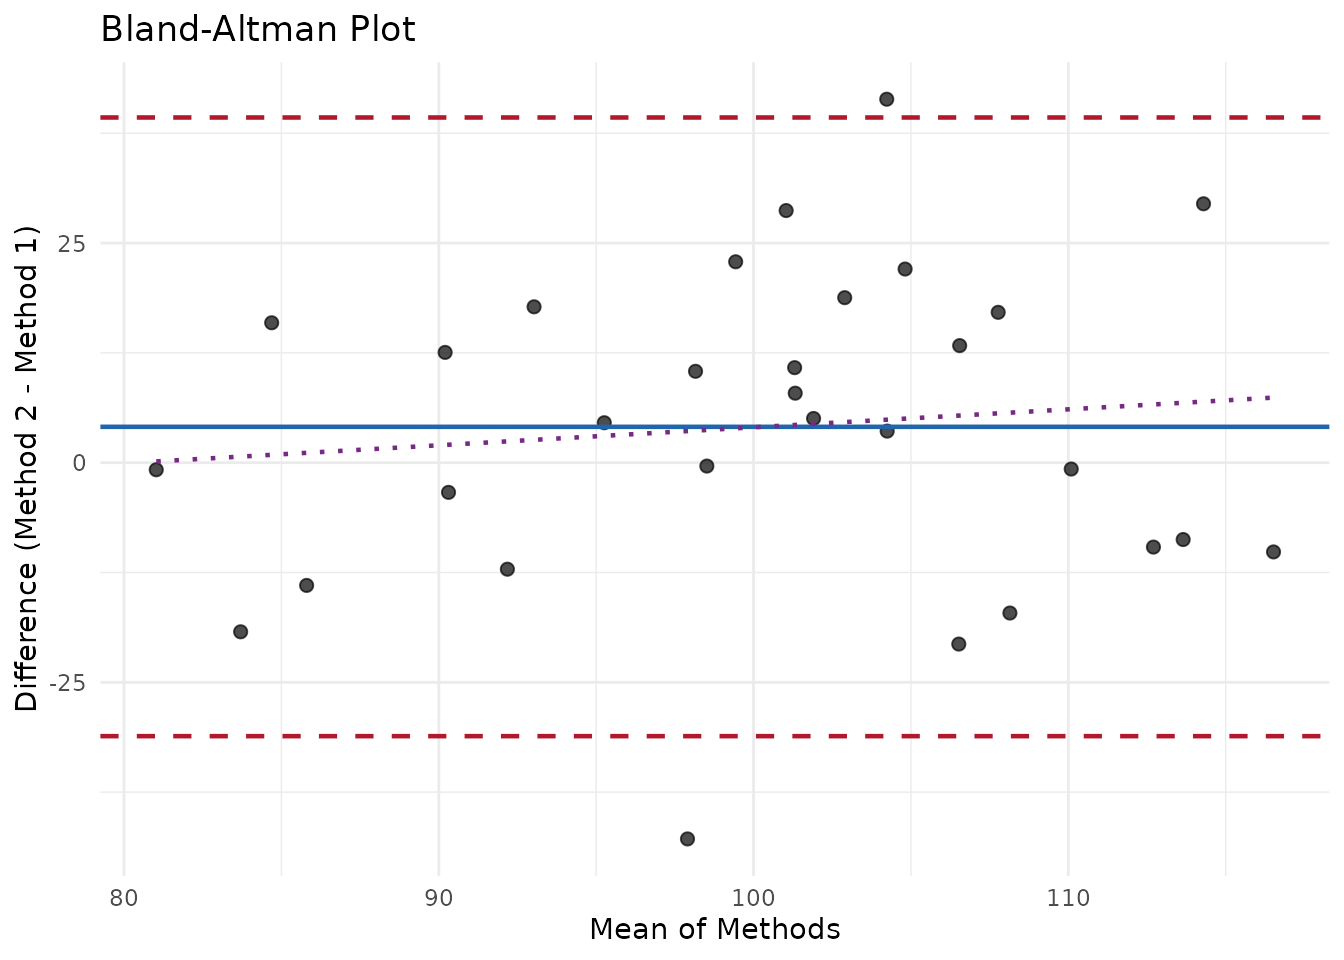 Bland-Altman Plot
Difference (Method 2 - Method 1)
25
0
-25
80
90
100
110
Mean of Methods